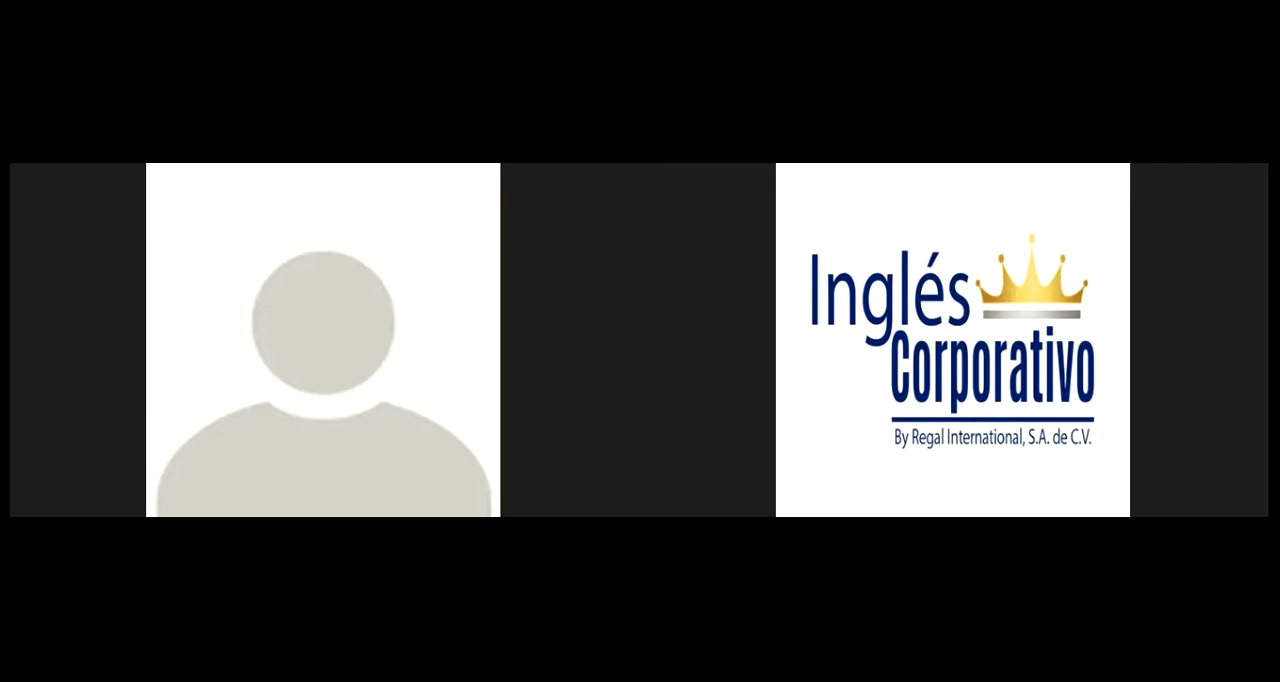 Inglés
Corporativo
By Regal International, S.A. de C.V.